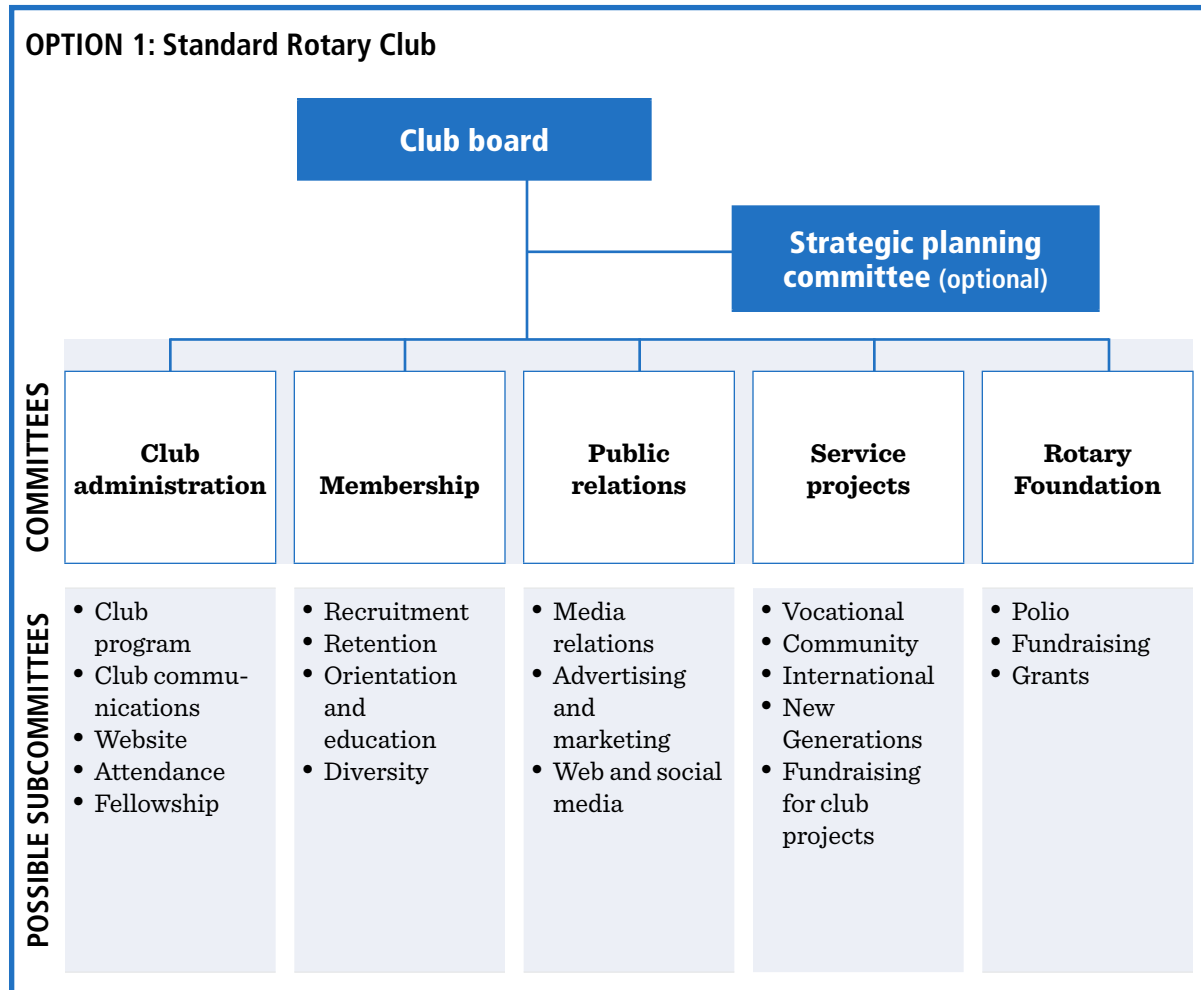 OPTION 1: Standard Rotary Club
Club board
Strategic planning
committee (optional)
COMMITTEES
Club
administration
Membership
Public
relations
Service
projects
Rotary
Foundation
POSSIBLE SUBCOMMITTEES
• Club
program
• Club commu-
nications
• Website
• Attendance
• Fellowship
• Recruitment
• Retention
• Orientation
and
education
• Diversity
• Media
relations
• Advertising
and
marketing
• Web and social
media
• Vocational
• Community
• International
• New
Generations
• Fundraising
for club
projects
• Polio
• Fundraising
• Grants